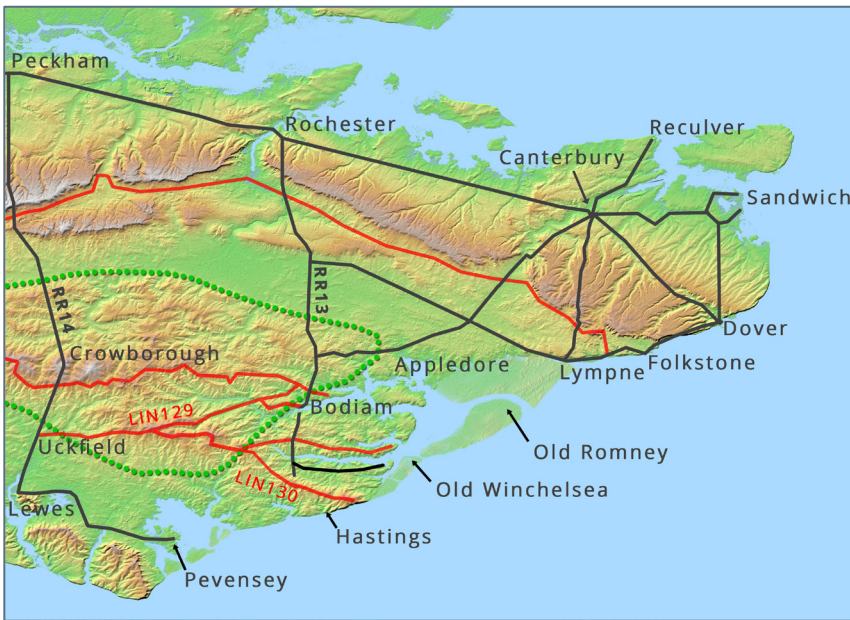 Peckham
Rochester
Reculver
Canterbury
Sandwich
RR13
RR14
Dover
Crowborough
Appledore
Lympne
Folkstone
LIN129
Bodiam
Uckfield
Old Romney
LIN130
Old Winchelsea
Lewes
Hastings
Pevensey